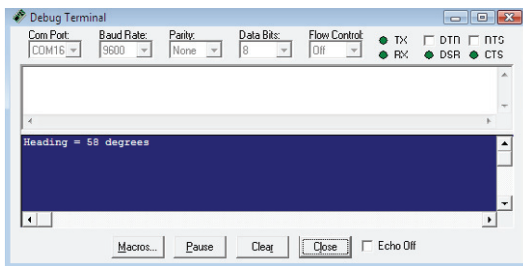 Debug Terminal
Com Port: Baud Rate: Parity: Data Bits: Flow Control: TX DTR RTS
COM16 9600 None 8 Off RX DSR CTS
Heading = 58 degrees
Macros... Pause Clear Close Echo Off